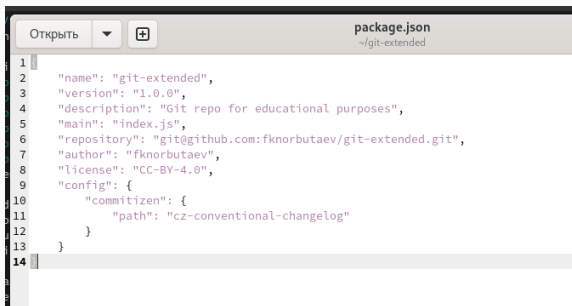 Открыть
package.json
~/git-extended
1 {
2 "name": "git-extended",
3 "version": "1.0.0",
4 "description": "Git repo for educational purposes",
5 "main": "index.js",
6 "repository": "git@github.com:fknorbutaev/git-extended.git",
7 "author": "fknorbutaev",
8 "license": "CC-BY-4.0",
9 "config": {
10 "commitizen": {
11 "path": "cz-conventional-changelog"
12 }
13 }
14 }